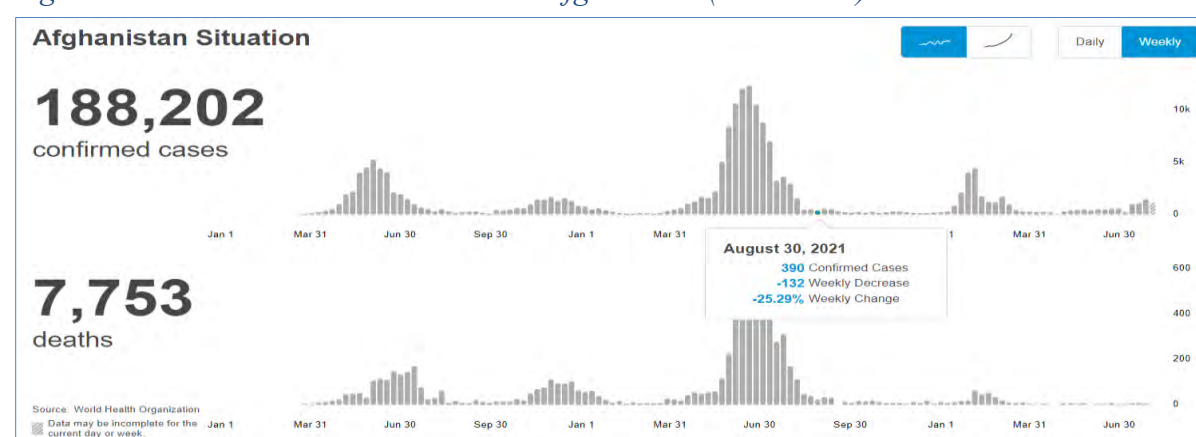 Afghanistan Situation
Daily
Weekly
188,202
confirmed cases
10k
5k
0
Jan 1
Mar 31
Jun 30
Sep 30
Jan 1
Mar 31
1
Mar 31
Jun 30
August 30, 2021
390 Confirmed Cases
-132 Weekly Decrease
-25.29% Weekly Change
7,753
deaths
600
400
200
0
Source: World Health Organization
Data may be incomplete for the
current day or week.
Jan 1
Mar 31
Jun 30
Sep 30
Jan 1
Mar 31
Jun 30
Sep 30
Jan 1
Mar 31
Jun 30